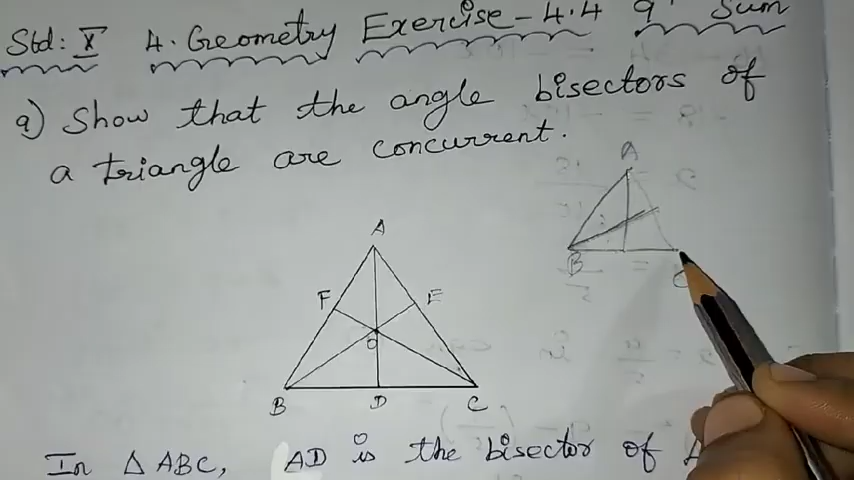 Std: X 4. Geometry Exercise - 4.4 9 Sum
9) Show that the angle bisectors of
a triangle are concurrent.
A
B
C
A
F E
O
B D C
In △ ABC, AD is the bisector of